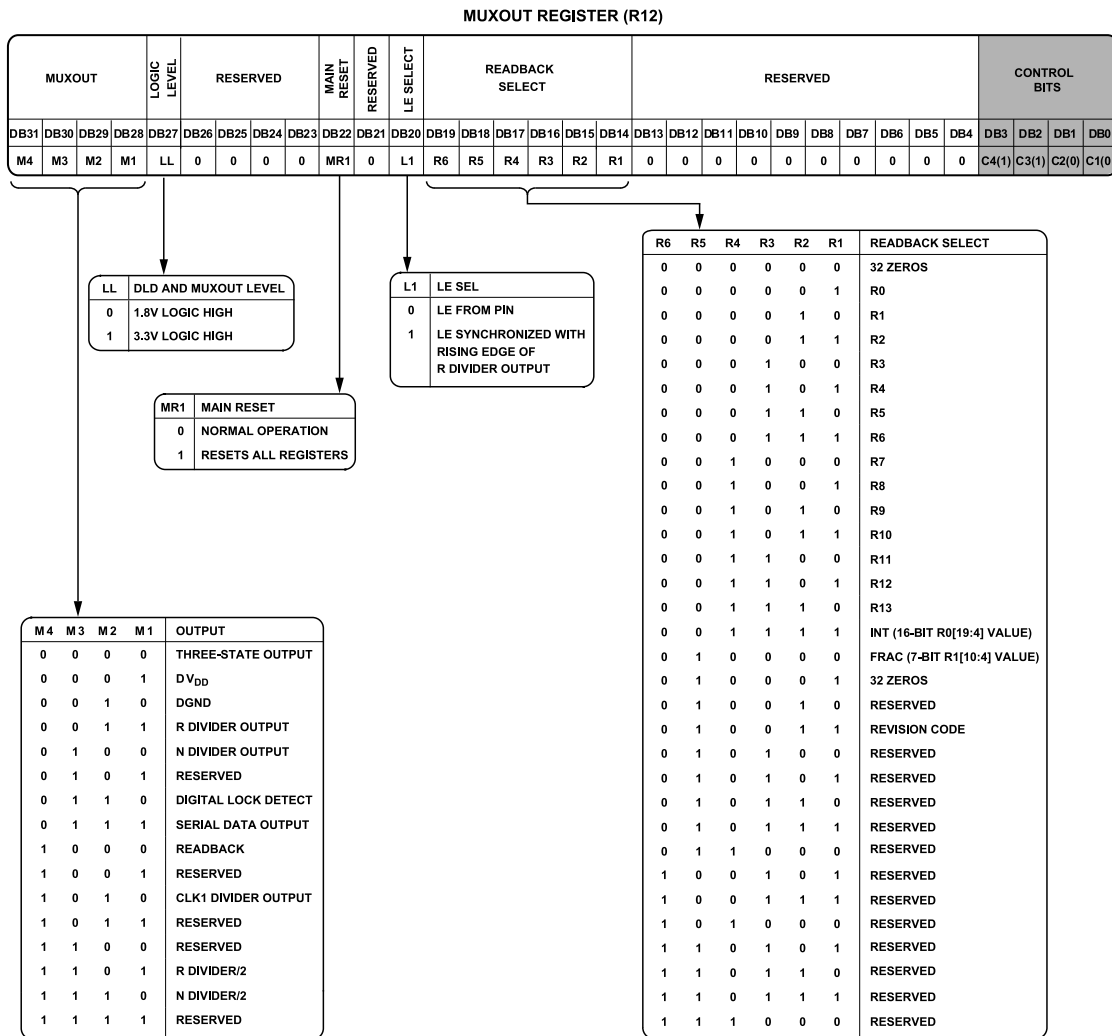 MUXOUT REGISTER (R12)
MUXOUT
LOGIC LEVEL
RESERVED
MAIN RESET
RESERVED
LE SELECT
READBACK
SELECT
RESERVED
CONTROL
BITS
DB31 DB30 DB29 DB28 DB27 DB26 DB25 DB24 DB23 DB22 DB21 DB20 DB19 DB18 DB17 DB16 DB15 DB14 DB13 DB12 DB11 DB10 DB9 DB8 DB7 DB6 DB5 DB4 DB3 DB2 DB1 DB0
M4 M3 M2 M1 LL 0 0 0 0 MR1 0 L1 R6 R5 R4 R3 R2 R1 0 0 0 0 0 0 0 0 0 0 C4(1) C3(1) C2(0) C1(0
LL DLD AND MUXOUT LEVEL
0 1.8V LOGIC HIGH
1 3.3V LOGIC HIGH
L1 LE SEL
0 LE FROM PIN
1 LE SYNCHRONIZED WITH
RISING EDGE OF
R DIVIDER OUTPUT
MR1 MAIN RESET
0 NORMAL OPERATION
1 RESETS ALL REGISTERS
M4 M3 M2 M1 OUTPUT
0 0 0 0 THREE-STATE OUTPUT
0 0 0 1 DVDD
0 0 1 0 DGND
0 0 1 1 R DIVIDER OUTPUT
0 1 0 0 N DIVIDER OUTPUT
0 1 0 1 RESERVED
0 1 1 0 DIGITAL LOCK DETECT
0 1 1 1 SERIAL DATA OUTPUT
1 0 0 0 READBACK
1 0 0 1 RESERVED
1 0 1 0 CLK1 DIVIDER OUTPUT
1 0 1 1 RESERVED
1 1 0 0 RESERVED
1 1 0 1 R DIVIDER/2
1 1 1 0 N DIVIDER/2
1 1 1 1 RESERVED
R6 R5 R4 R3 R2 R1 READBACK SELECT
0 0 0 0 0 0 32 ZEROS
0 0 0 0 0 1 R0
0 0 0 0 1 0 R1
0 0 0 0 1 1 R2
0 0 0 1 0 0 R3
0 0 0 1 0 1 R4
0 0 0 1 1 0 R5
0 0 0 1 1 1 R6
0 0 1 0 0 0 R7
0 0 1 0 0 1 R8
0 0 1 0 1 0 R9
0 0 1 0 1 1 R10
0 0 1 1 0 0 R11
0 0 1 1 0 1 R12
0 0 1 1 1 0 R13
0 0 1 1 1 1 INT (16-BIT R0[19:4] VALUE)
0 1 0 0 0 0 FRAC (7-BIT R1[10:4] VALUE)
0 1 0 0 0 1 32 ZEROS
0 1 0 0 1 0 RESERVED
0 1 0 0 1 1 REVISION CODE
0 1 0 1 0 0 RESERVED
0 1 0 1 0 1 RESERVED
0 1 0 1 1 0 RESERVED
0 1 0 1 1 1 RESERVED
0 1 1 0 0 0 RESERVED
1 0 0 1 0 1 RESERVED
1 0 0 1 1 1 RESERVED
1 0 1 0 0 0 RESERVED
1 1 0 1 0 1 RESERVED
1 1 0 1 1 0 RESERVED
1 1 0 1 1 1 RESERVED
1 1 1 0 0 0 RESERVED